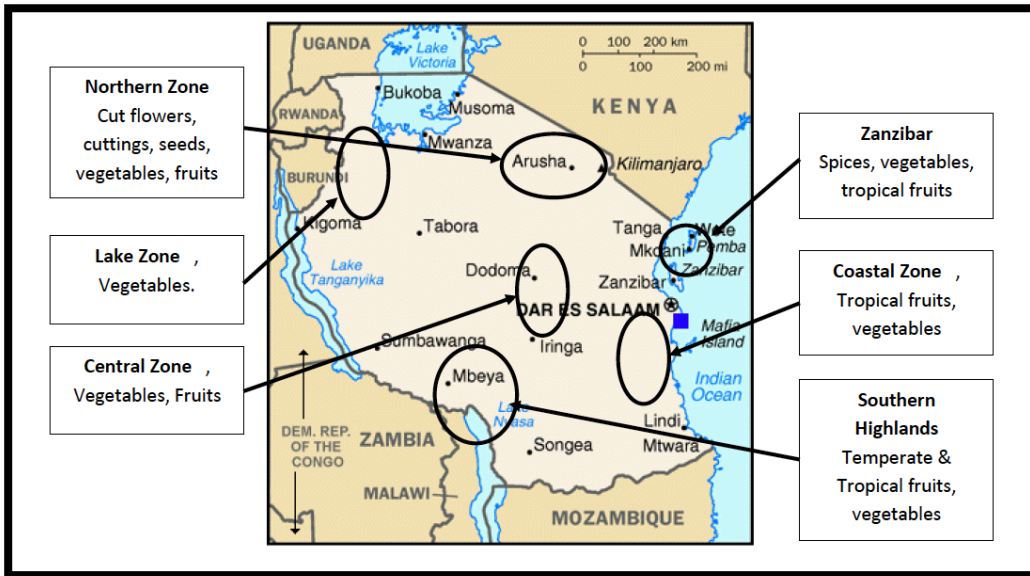 Northern Zone
Cut flowers,
cuttings, seeds,
vegetables, fruits
Lake Zone ,
Vegetables.
Central Zone ,
Vegetables, Fruits
UGANDA
Lake
Victoria
0 100 200 km
0 100 200 mi
Bukoba
Musoma
KENYA
RWANDA
Mwanza
Arusha
Kilimanjaro
BURUNDI
Kigoma
Tabora
Tanga
Wete
Mkoani
Pemba
Lake
Tanganyika
Dodoma
Zanzibar
Zanzibar
DAR ES SALAAM
Mafia
Island
Sumbawanga
Iringa
Mbeya
Indian
Ocean
Lake
Nyasa
Lindi
Mtwara
DEM. REP.
OF THE
CONGO
ZAMBIA
Songea
MALAWI
MOZAMBIQUE
Zanzibar
Spices, vegetables,
tropical fruits
Coastal Zone ,
Tropical fruits,
vegetables
Southern
Highlands
Temperate &
Tropical fruits,
vegetables